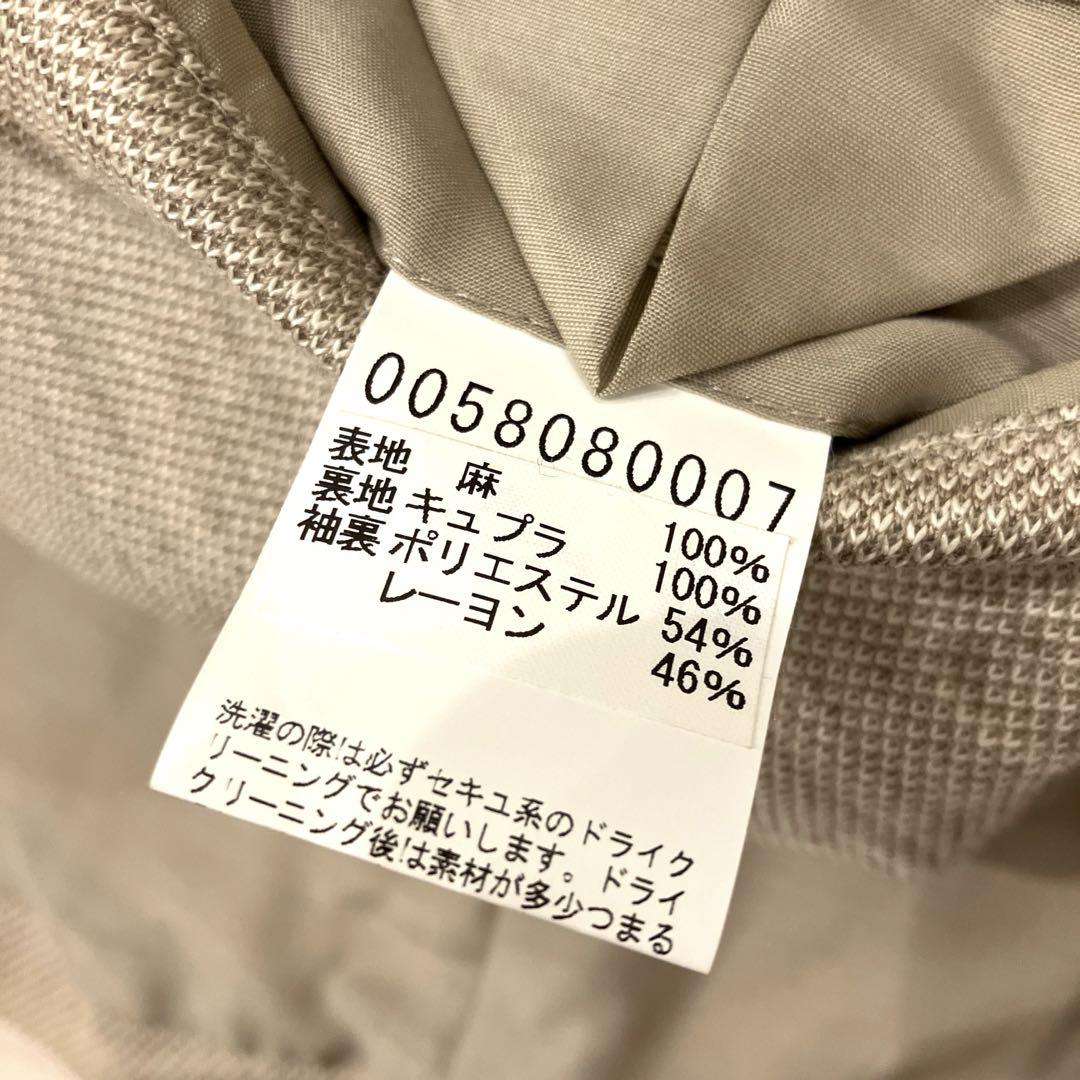 0058080007
表地 麻 100%
裏地 キュプラ 100%
袖裏 ポリエステル 54%
レーヨン 46%
洗濯の際は必ずセキユ系のドライク
リーニングでお願いします。ドライ
クリーニング後は素材が多少つまる